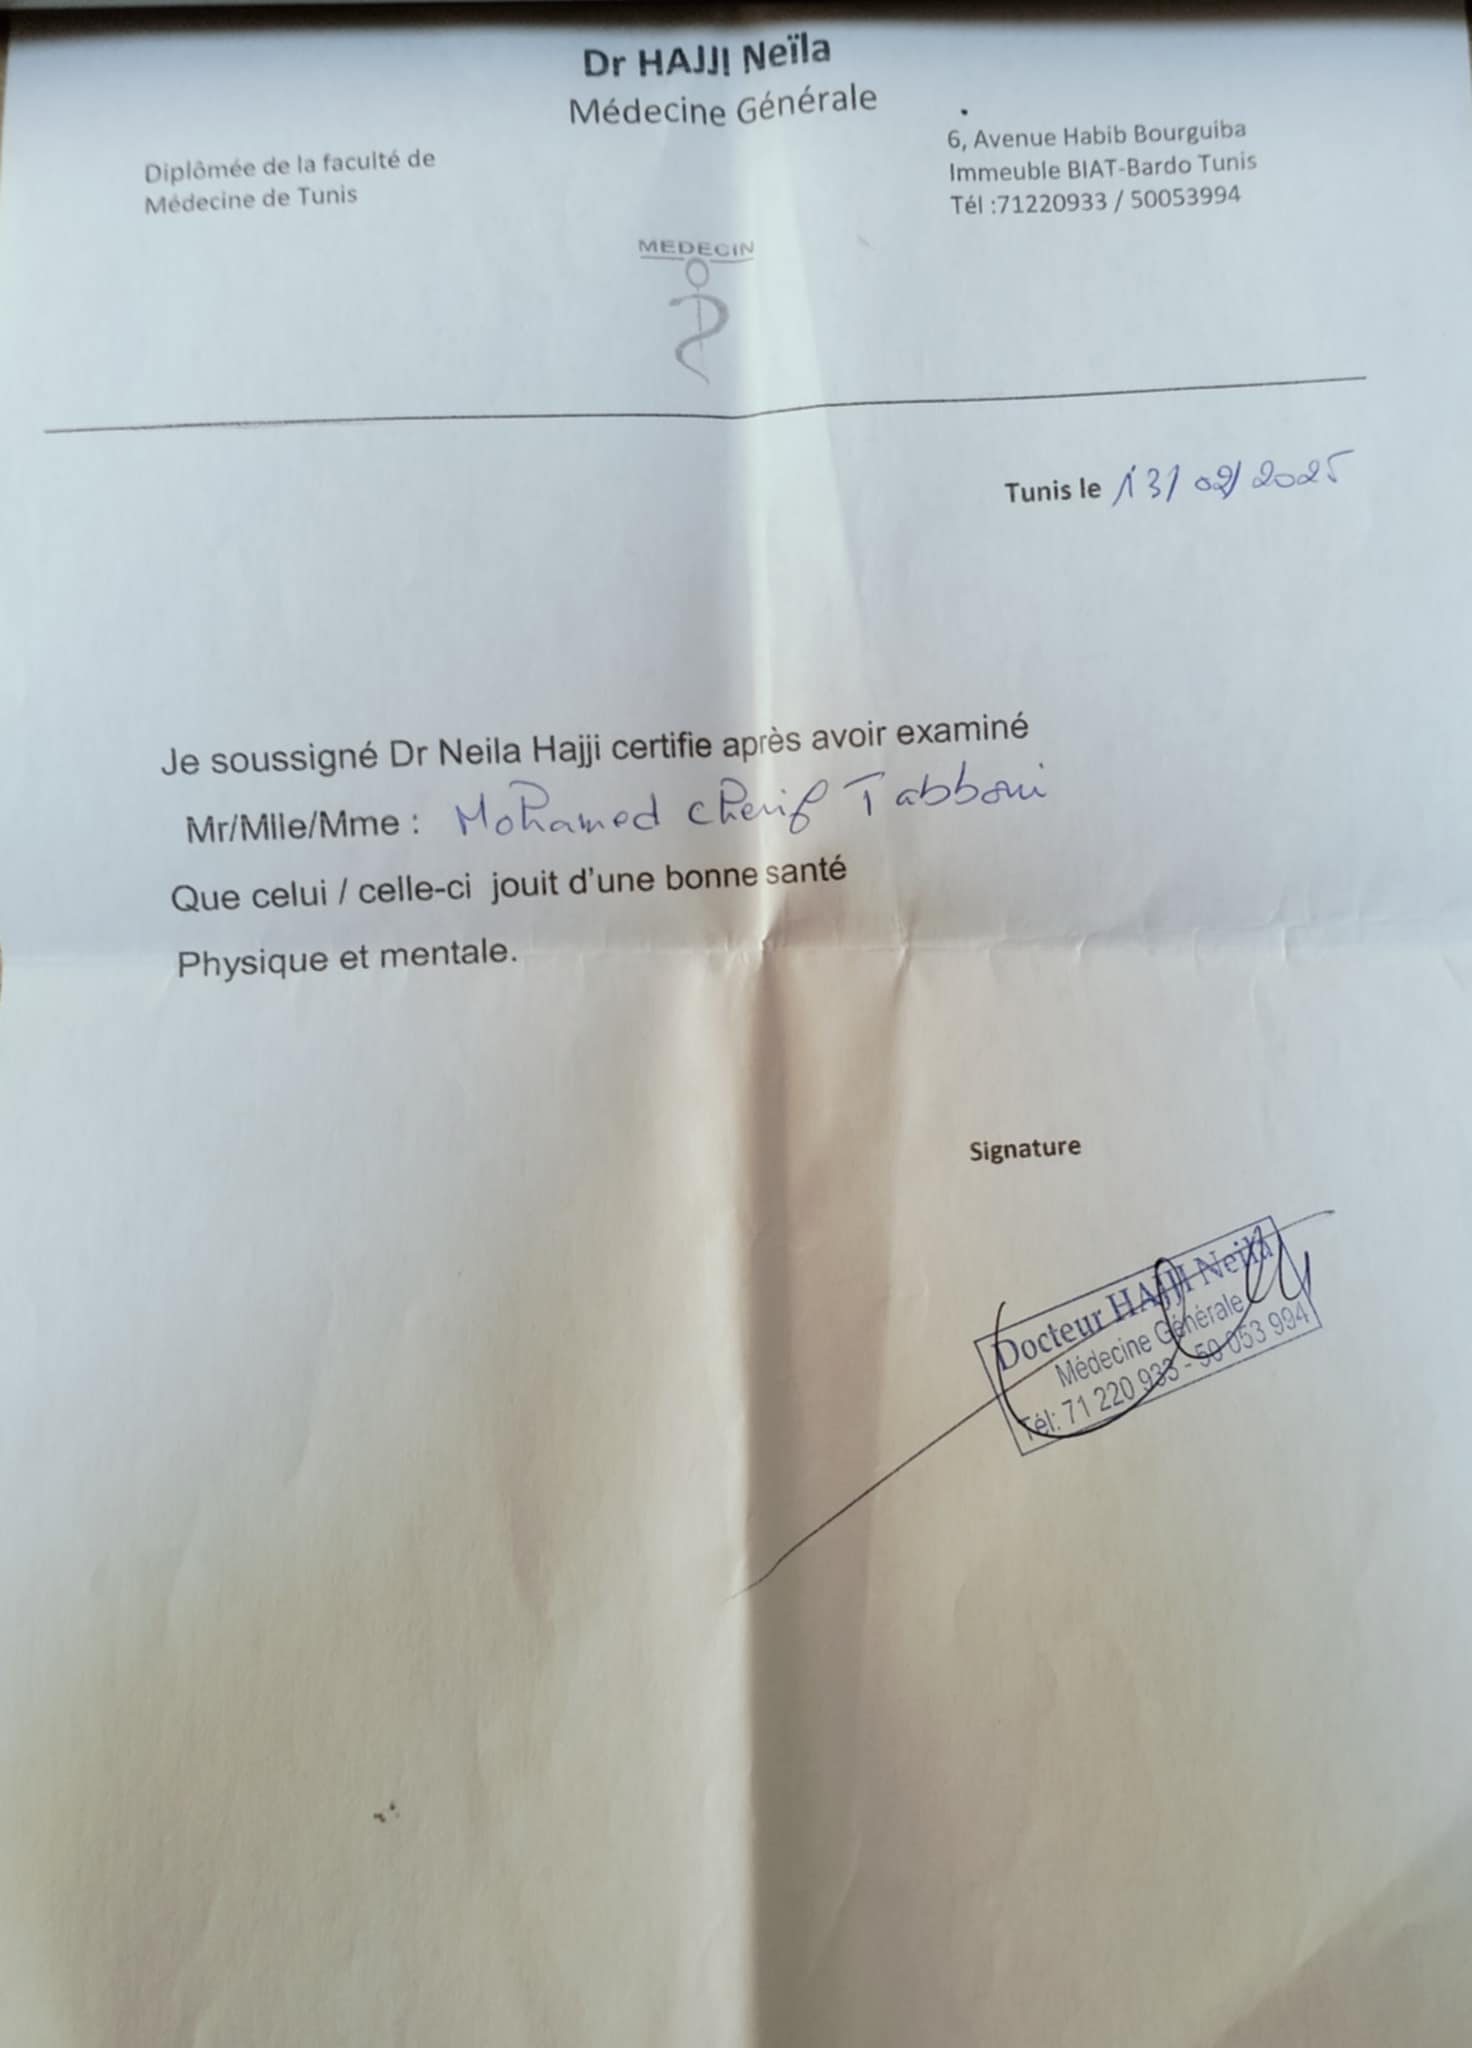 Dr HAJJI Neïla
Médecine Générale
Diplômée de la faculté de
Médecine de Tunis
6, Avenue Habib Bourguiba
Immeuble BIAT-Bardo Tunis
Tél :71220933 / 50053994
MEDECIN
Tunis le 13/02/2025
Je soussigné Dr Neila Hajji certifie après avoir examiné
Mr/Mlle/Mme : Mohamed Cherif Tabboui
Que celui / celle-ci jouit d'une bonne santé
Physique et mentale.
Signature
Docteur HAJJI Neila
Médecine Générale
Tél: 71 220 933 - 50 053 994